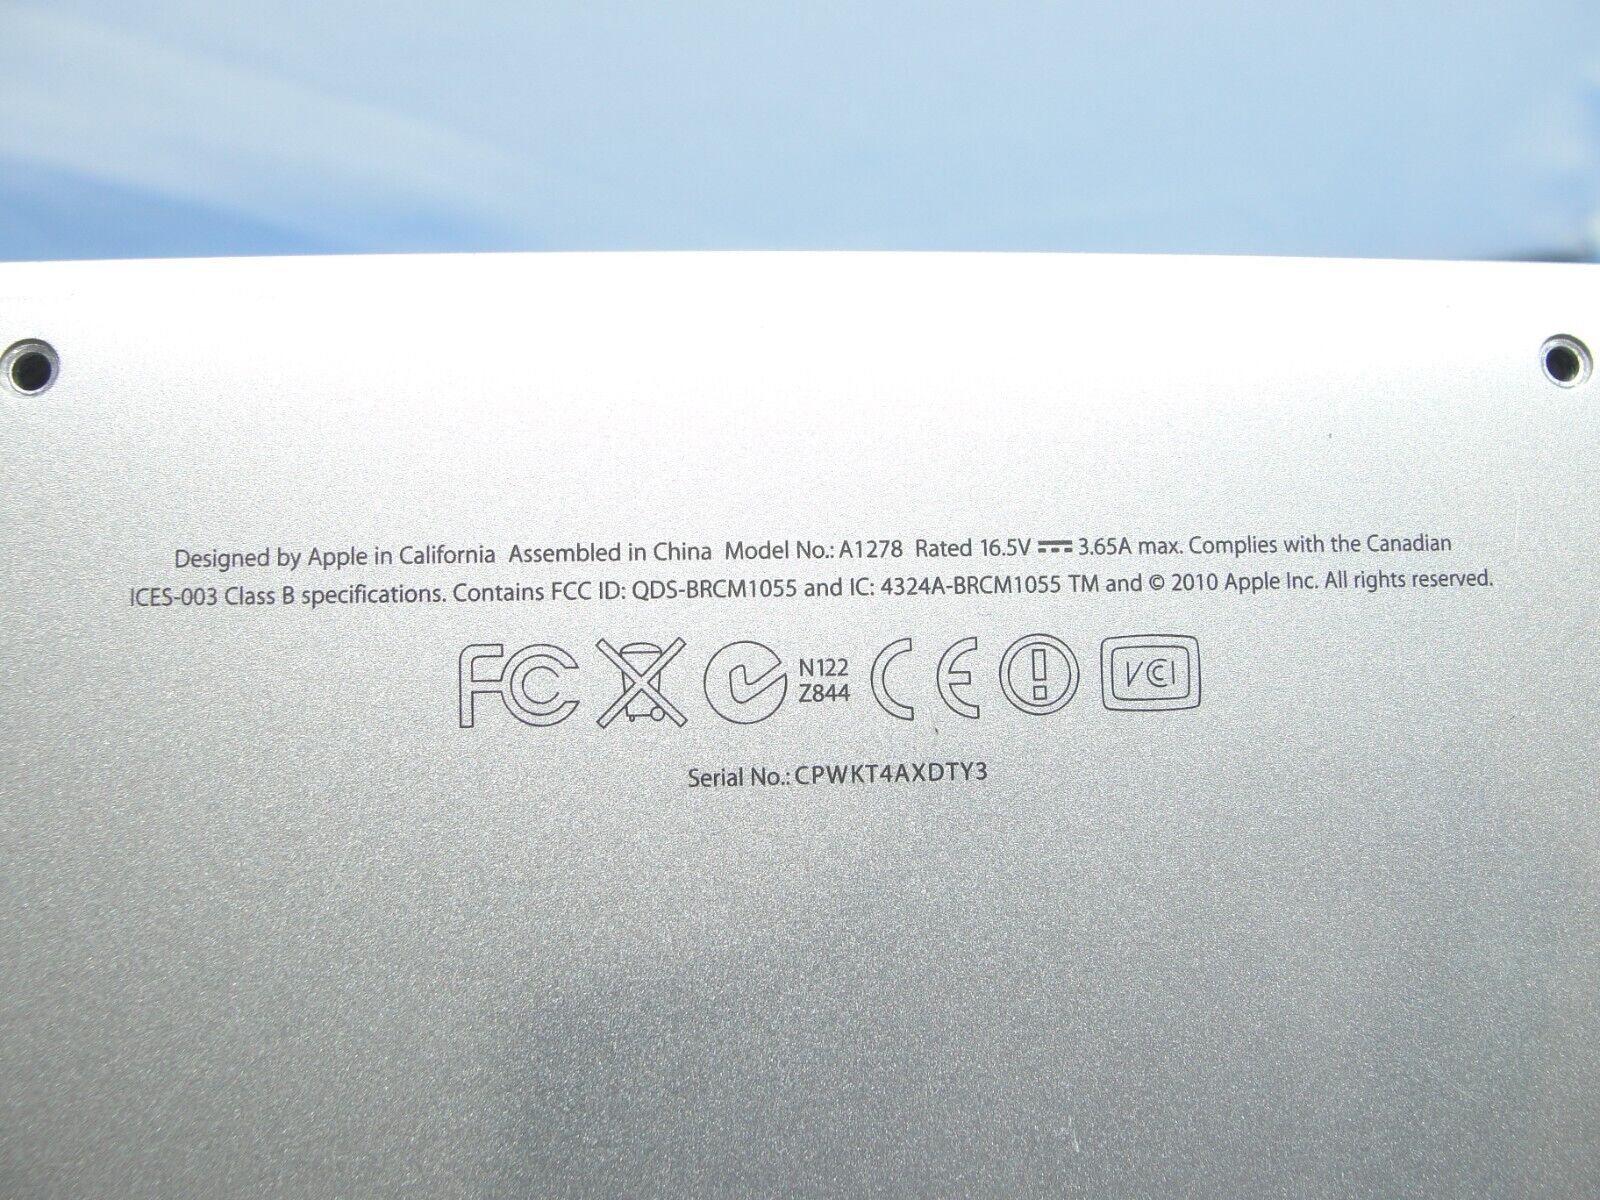 Designed by Apple in California Assembled in China Model No.: A1278 Rated 16.5V ⎓ 3.65A max. Complies with the Canadian
ICES-003 Class B specifications. Contains FCC ID: QDS-BRCM1055 and IC: 4324A-BRCM1055 TM and © 2010 Apple Inc. All rights reserved.
FC N122 CE VCI
Z844
Serial No.: CPWKT4AXDTY3